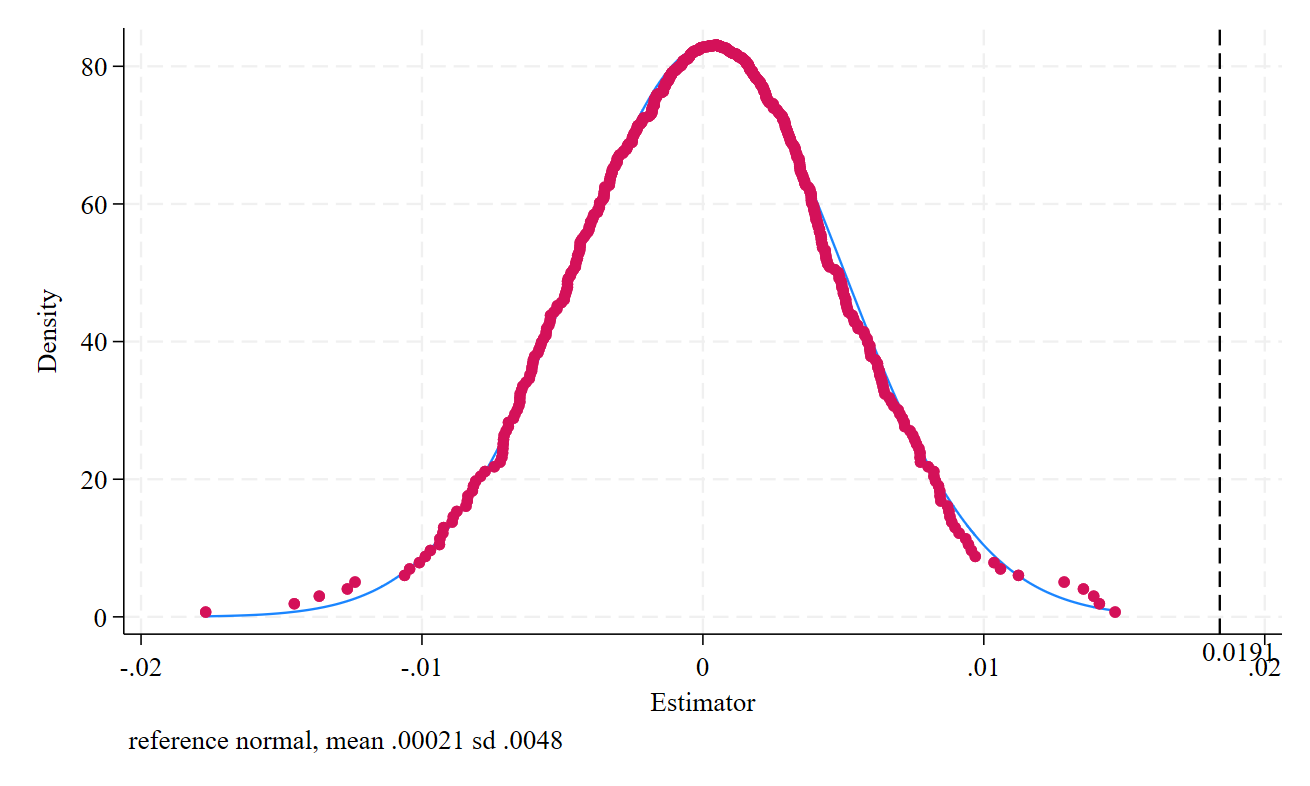 80
60
40
20
0
Density
-.02 -.01 0 .01 .02
0.0191
Estimator
reference normal, mean .00021 sd .0048